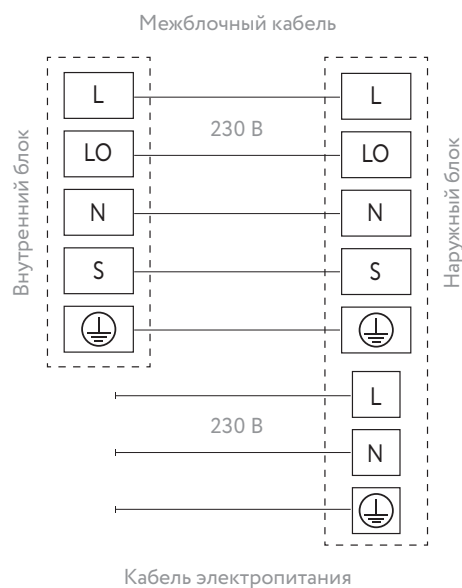 Межблочный кабель
Внутренний блок
Наружный блок
L L
230 В
LO LO
N N
S S
L
230 В
N
Кабель электропитания